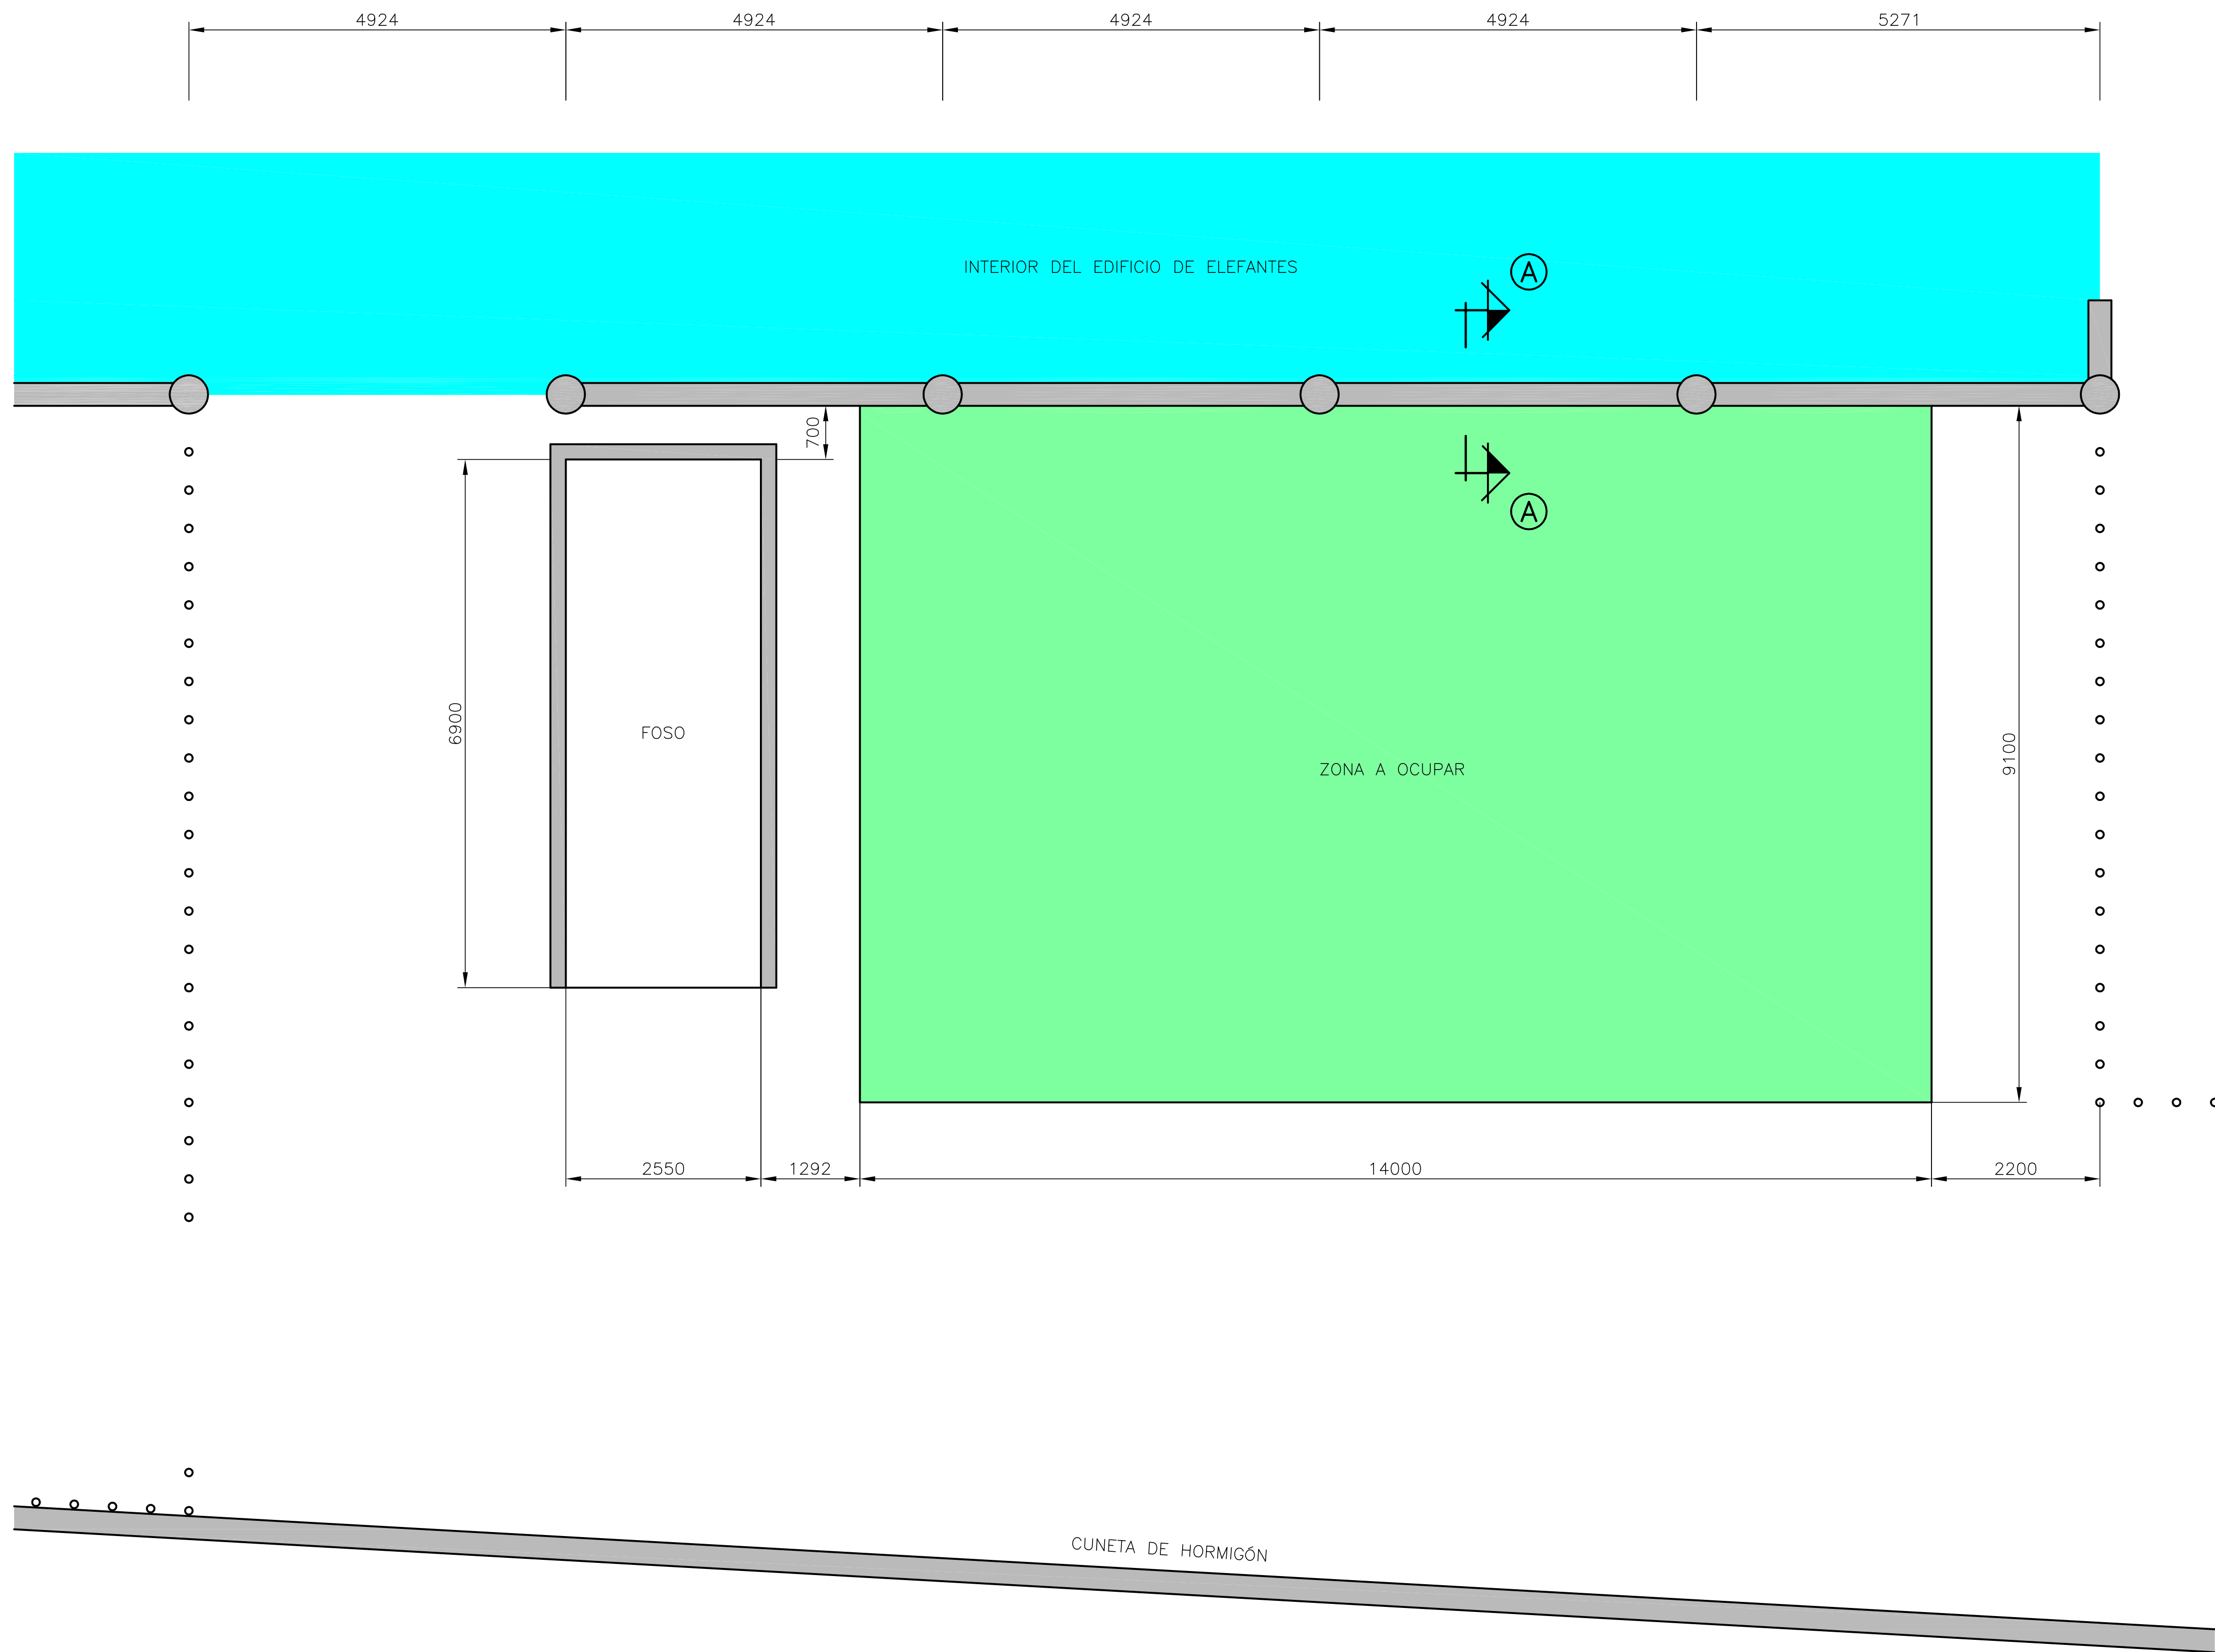 4924
4924
4924
4924
5271
INTERIOR DEL EDIFICIO DE ELEFANTES
A
700
A
6900
FOSO
9100
ZONA A OCUPAR
2550
1292
14000
2200
CUNETA DE HORMIGÓN